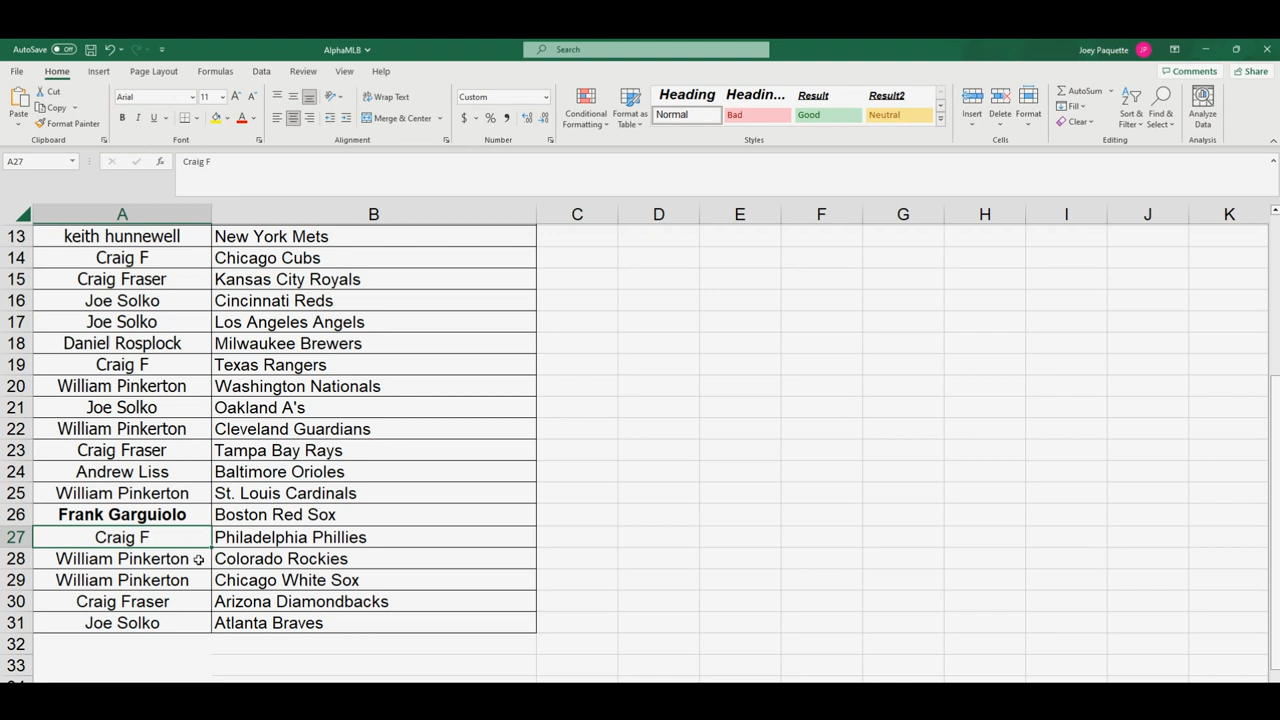 AutoSave Off
AlphaMLB
Search
Joey Paquette JP
File Home Insert Page Layout Formulas Data Review View Help
Comments Share
Paste
Cut
Copy
Format Painter
Clipboard
Arial 11
B I U
Font
Wrap Text
Merge & Center
Alignment
Custom
$ % 9
Number
Conditional Formatting
Format as Table
Heading Headin... Result Result2
Normal Bad Good Neutral
Styles
Insert Delete Format
Cells
AutoSum
Fill
Clear
Sort & Filter
Find & Select
Editing
Analyze Data
Analysis
A27 fx Craig F
A B C D E F G H I J K
13 keith hunnewell New York Mets
14 Craig F Chicago Cubs
15 Craig Fraser Kansas City Royals
16 Joe Solko Cincinnati Reds
17 Joe Solko Los Angeles Angels
18 Daniel Rosplock Milwaukee Brewers
19 Craig F Texas Rangers
20 William Pinkerton Washington Nationals
21 Joe Solko Oakland A's
22 William Pinkerton Cleveland Guardians
23 Craig Fraser Tampa Bay Rays
24 Andrew Liss Baltimore Orioles
25 William Pinkerton St. Louis Cardinals
26 Frank Garguiolo Boston Red Sox
27 Craig F Philadelphia Phillies
28 William Pinkerton Colorado Rockies
29 William Pinkerton Chicago White Sox
30 Craig Fraser Arizona Diamondbacks
31 Joe Solko Atlanta Braves
32
33